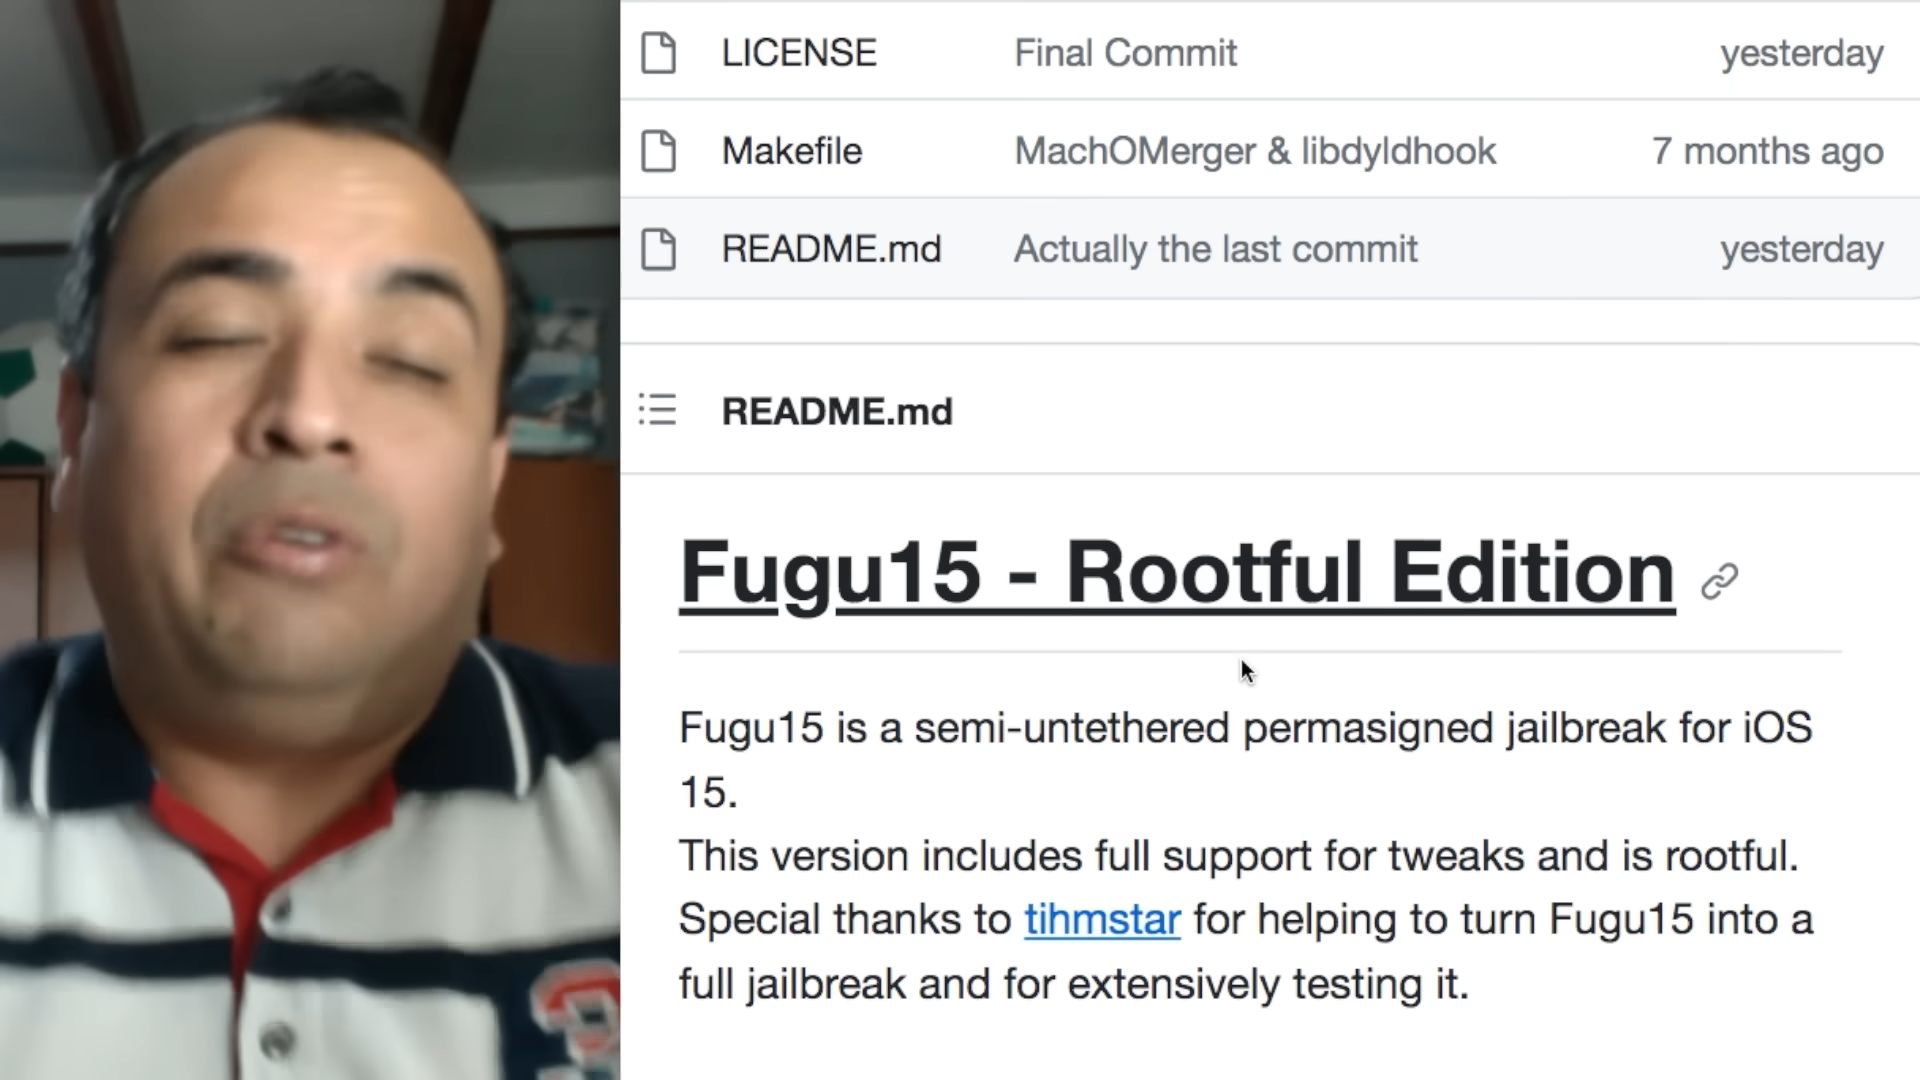 LICENSE Final Commit yesterday
Makefile MachOMerger & libdyldhook 7 months ago
README.md Actually the last commit yesterday
README.md
Fugu15 - Rootful Edition
Fugu15 is a semi-untethered permasigned jailbreak for iOS
15.
This version includes full support for tweaks and is rootful.
Special thanks to tihmstar for helping to turn Fugu15 into a
full jailbreak and for extensively testing it.